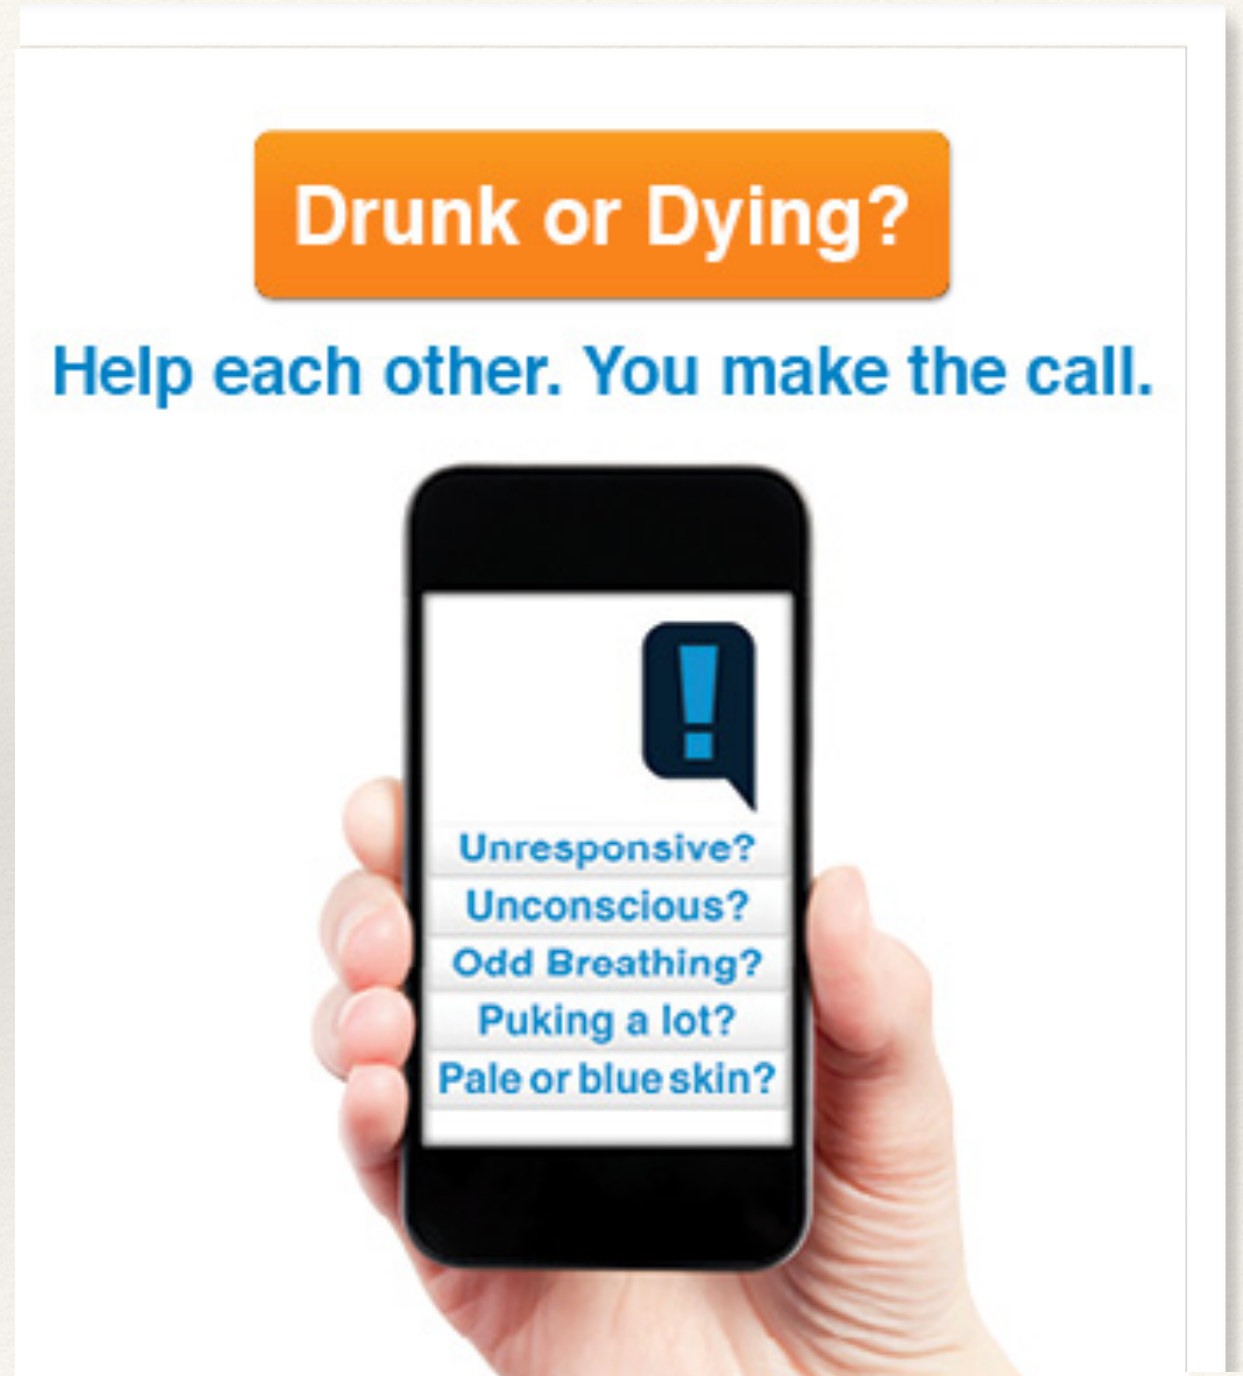 Drunk or Dying?
Help each other. You make the call.
!
Unresponsive?
Unconscious?
Odd Breathing?
Puking a lot?
Pale or blue skin?